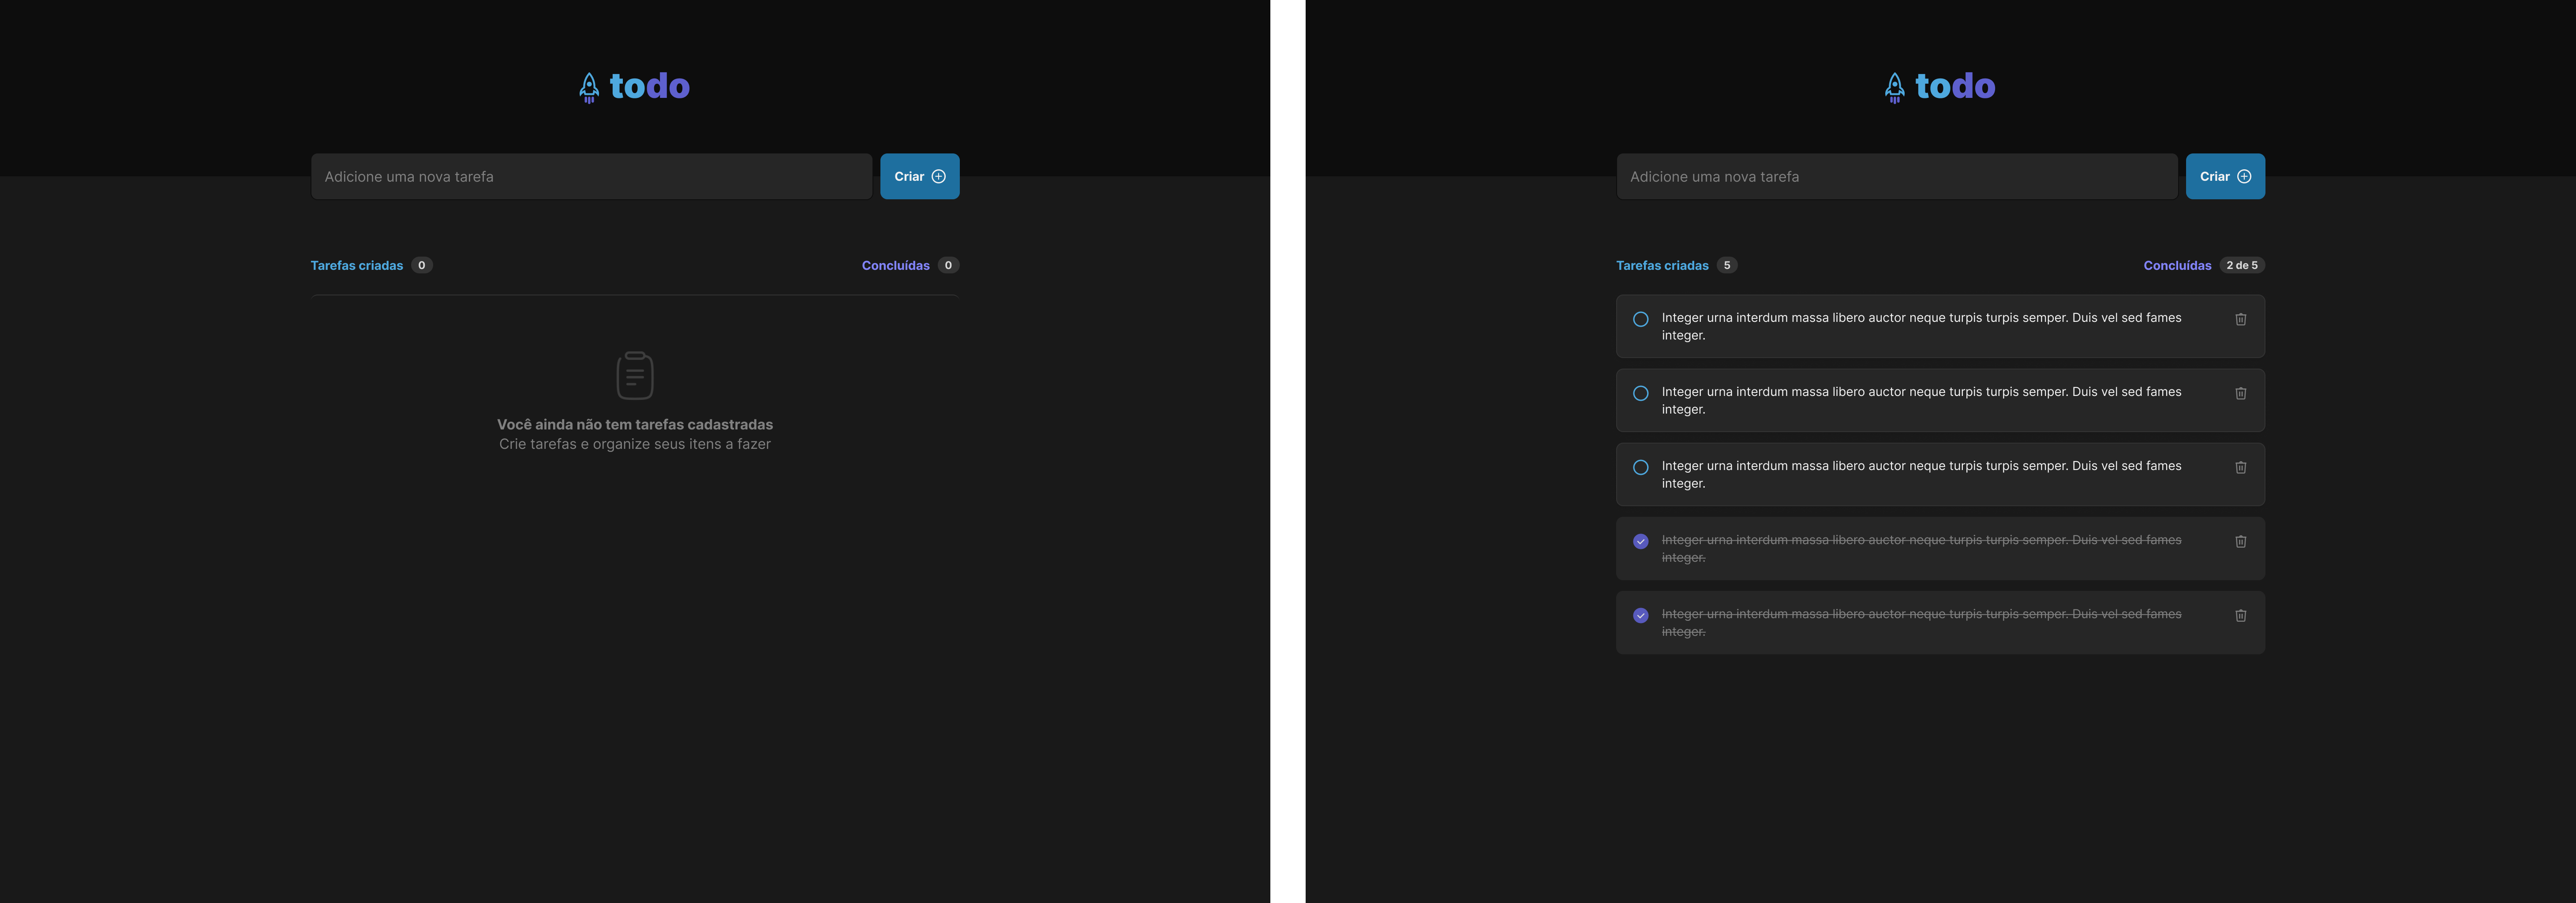 todo
Adicione uma nova tarefa
Criar
Tarefas criadas 0
Concluídas 0
Você ainda não tem tarefas cadastradas
Crie tarefas e organize seus itens a fazer
todo
Adicione uma nova tarefa
Criar
Tarefas criadas 5
Concluídas 2 de 5
Integer urna interdum massa libero auctor neque turpis turpis semper. Duis vel sed fames
integer.
Integer urna interdum massa libero auctor neque turpis turpis semper. Duis vel sed fames
integer.
Integer urna interdum massa libero auctor neque turpis turpis semper. Duis vel sed fames
integer.
Integer urna interdum massa libero auctor neque turpis turpis semper. Duis vel sed fames
integer.
Integer urna interdum massa libero auctor neque turpis turpis semper. Duis vel sed fames
integer.